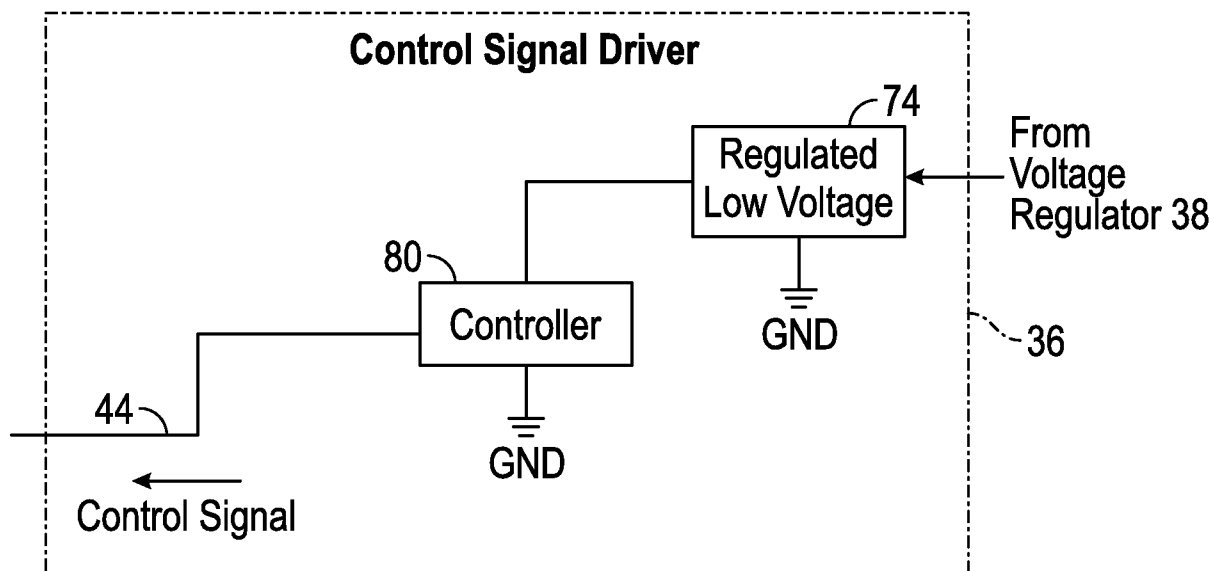 Control Signal Driver
74
Regulated
Low Voltage
From
Voltage
Regulator 38
GND
80
Controller
GND
36
44
Control Signal